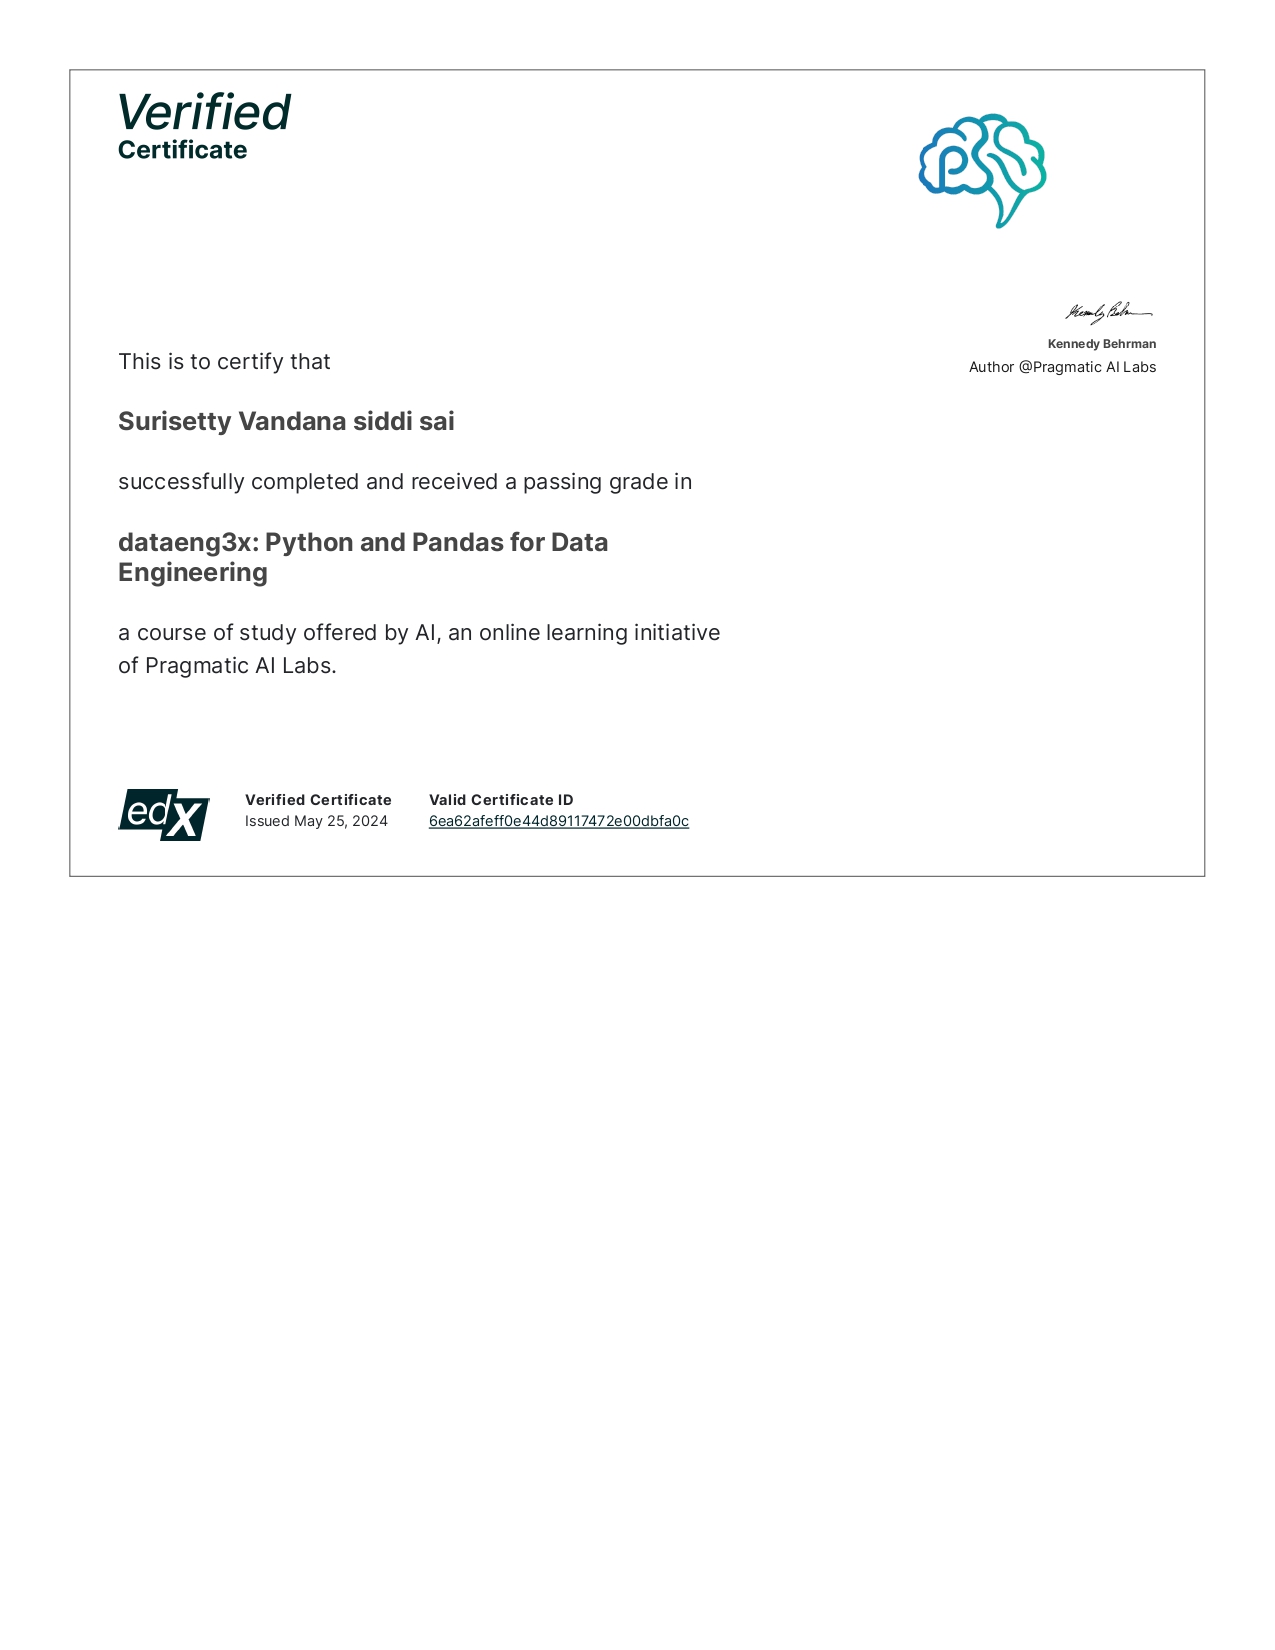 Verified
Certificate
Kennedy Behrman
Author @Pragmatic AI Labs
This is to certify that
Surisetty Vandana siddi sai
successfully completed and received a passing grade in
dataeng3x: Python and Pandas for Data
Engineering
a course of study offered by AI, an online learning initiative
of Pragmatic AI Labs.
edX
Verified Certificate
Issued May 25, 2024
Valid Certificate ID
6ea62afeff0e44d89117472e00dbfa0c